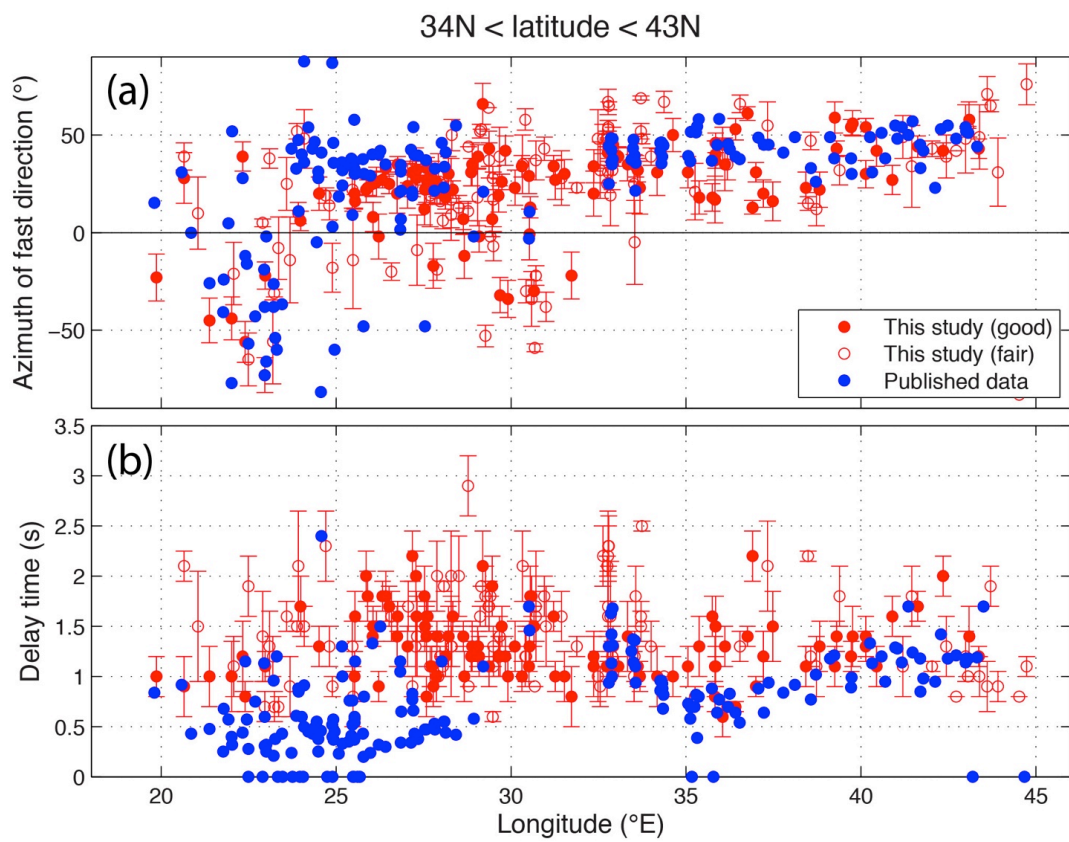 34N < latitude < 43N
(a)
Azimuth of fast direction (°)
50
0
−50
This study (good)
This study (fair)
Published data
(b)
Delay time (s)
3.5
3
2.5
2
1.5
1
0.5
0
20 25 30 35 40 45
Longitude (°E)